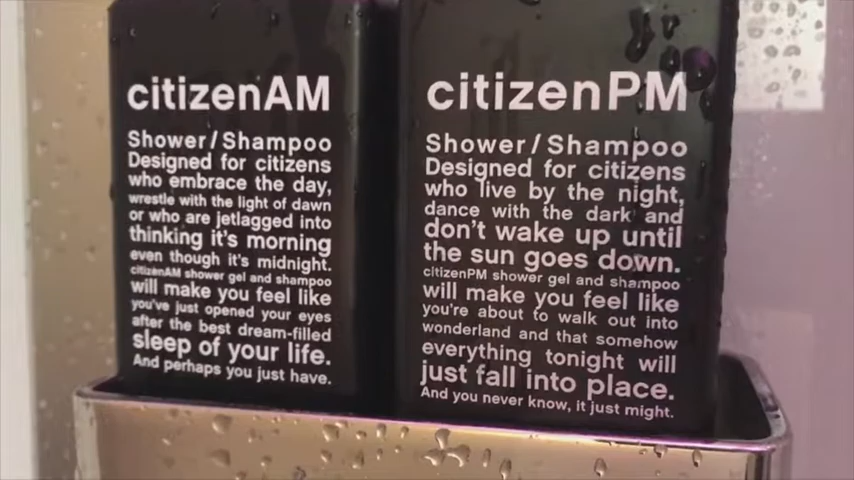 citizenAM
Shower/Shampoo
Designed for citizens
who embrace the day,
wrestle with the light of dawn
or who are jetlagged into
thinking it's morning
even though it's midnight.
citizenAM shower gel and shampoo
will make you feel like
you've just opened your eyes
after the best dream-filled
sleep of your life.
And perhaps you just have.
citizenPM
Shower/Shampoo
Designed for citizens
who live by the night,
dance with the dark and
don't wake up until
the sun goes down.
citizenPM shower gel and shampoo
will make you feel like
you're about to walk out into
wonderland and that somehow
everything tonight will
just fall into place.
And you never know, it just might.